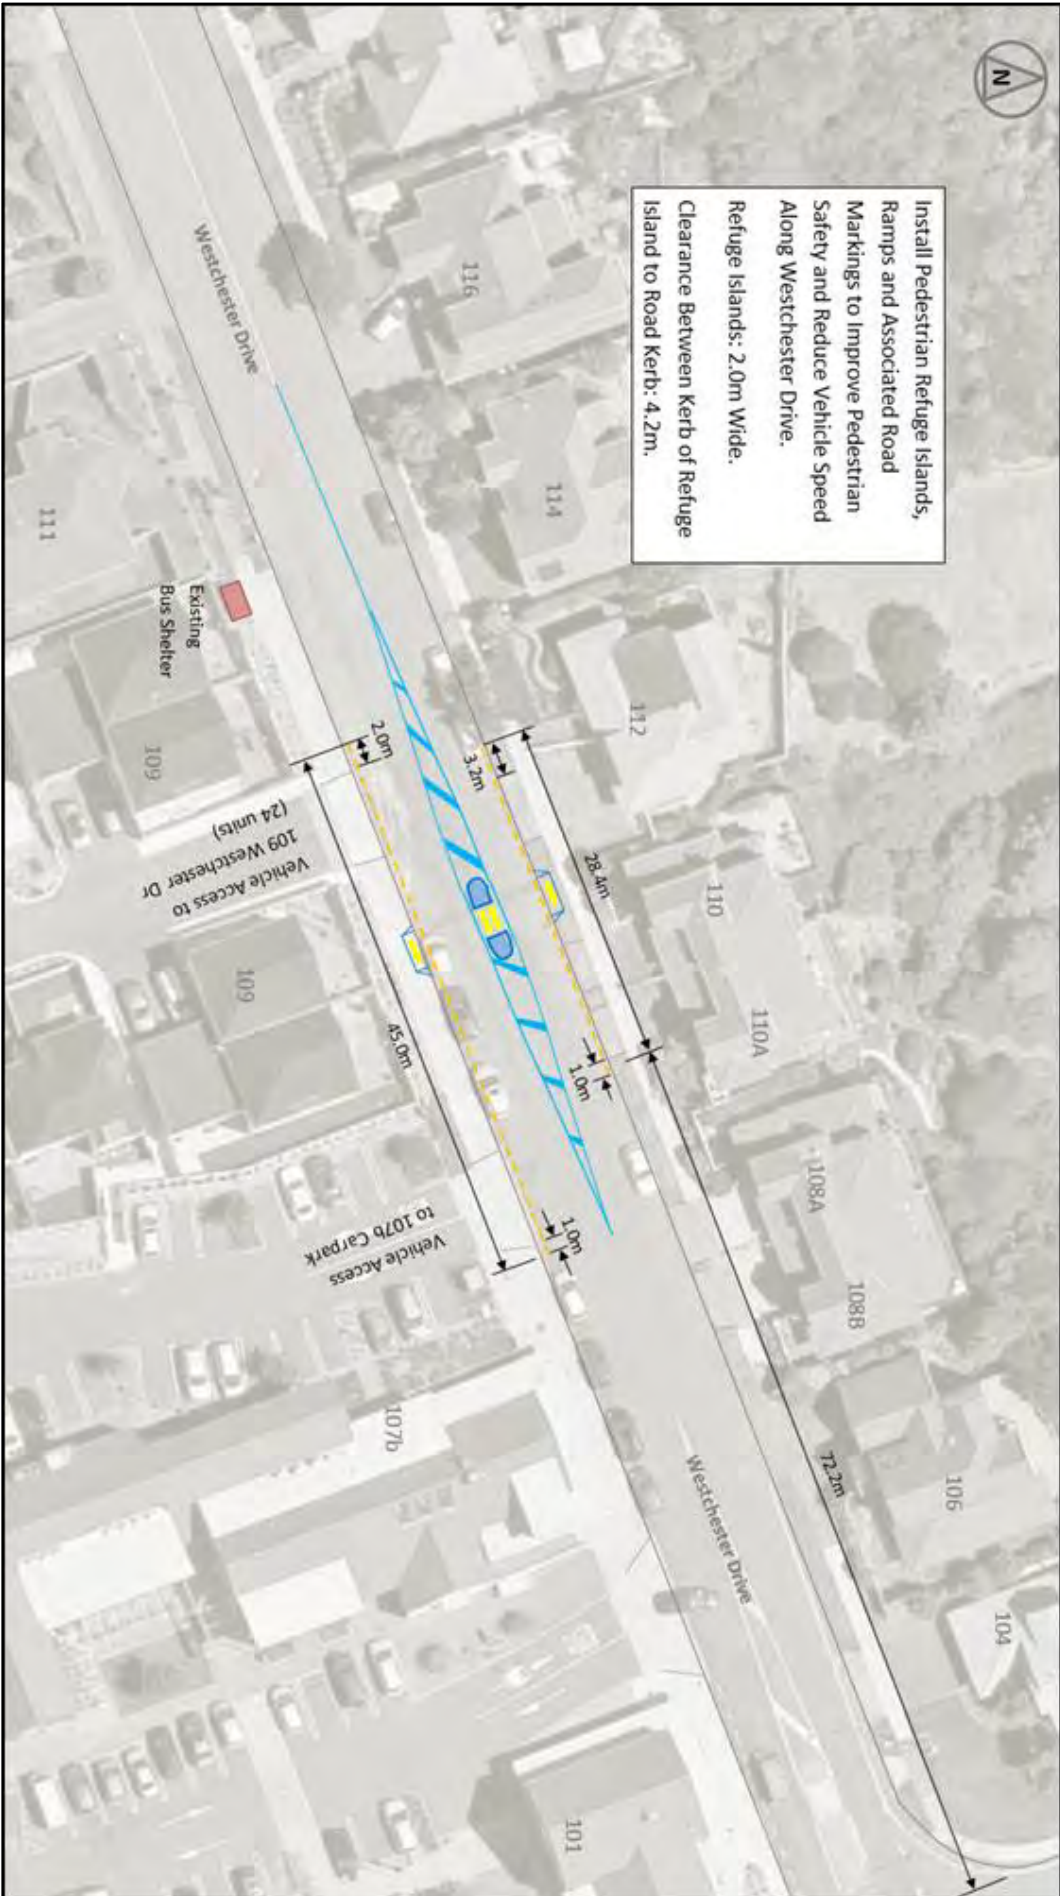 N
Install Pedestrian Refuge Islands,
Ramps and Associated Road
Markings to Improve Pedestrian
Safety and Reduce Vehicle Speed
Along Westchester Drive.
Refuge Islands: 2.0m Wide.
Clearance Between Kerb of Refuge
Island to Road Kerb: 4.2m.
116
114
112
110
110A
108A
108B
106
104
Westchester Drive
3.2m
28.4m
1.0m
72.2m
2.0m
45.0m
1.0m
Westchester Drive
111
Existing
Bus Shelter
109
Vehicle Access to
109 Westchester Dr
(24 units)
109
Vehicle Access
to 107b Carpark
107b
101